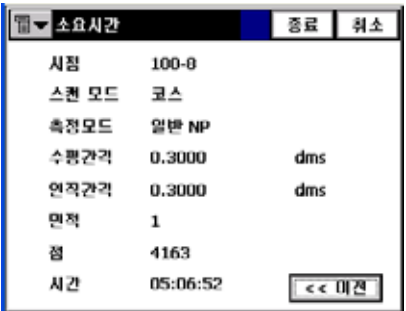 소요시간 종료 취소
시점 100-8
스캔 모드 코스
측정모드 일반 NP
수평간격 0.3000 dms
연직간격 0.3000 dms
면적 1
점 4163
시간 05:06:52
<< 이전